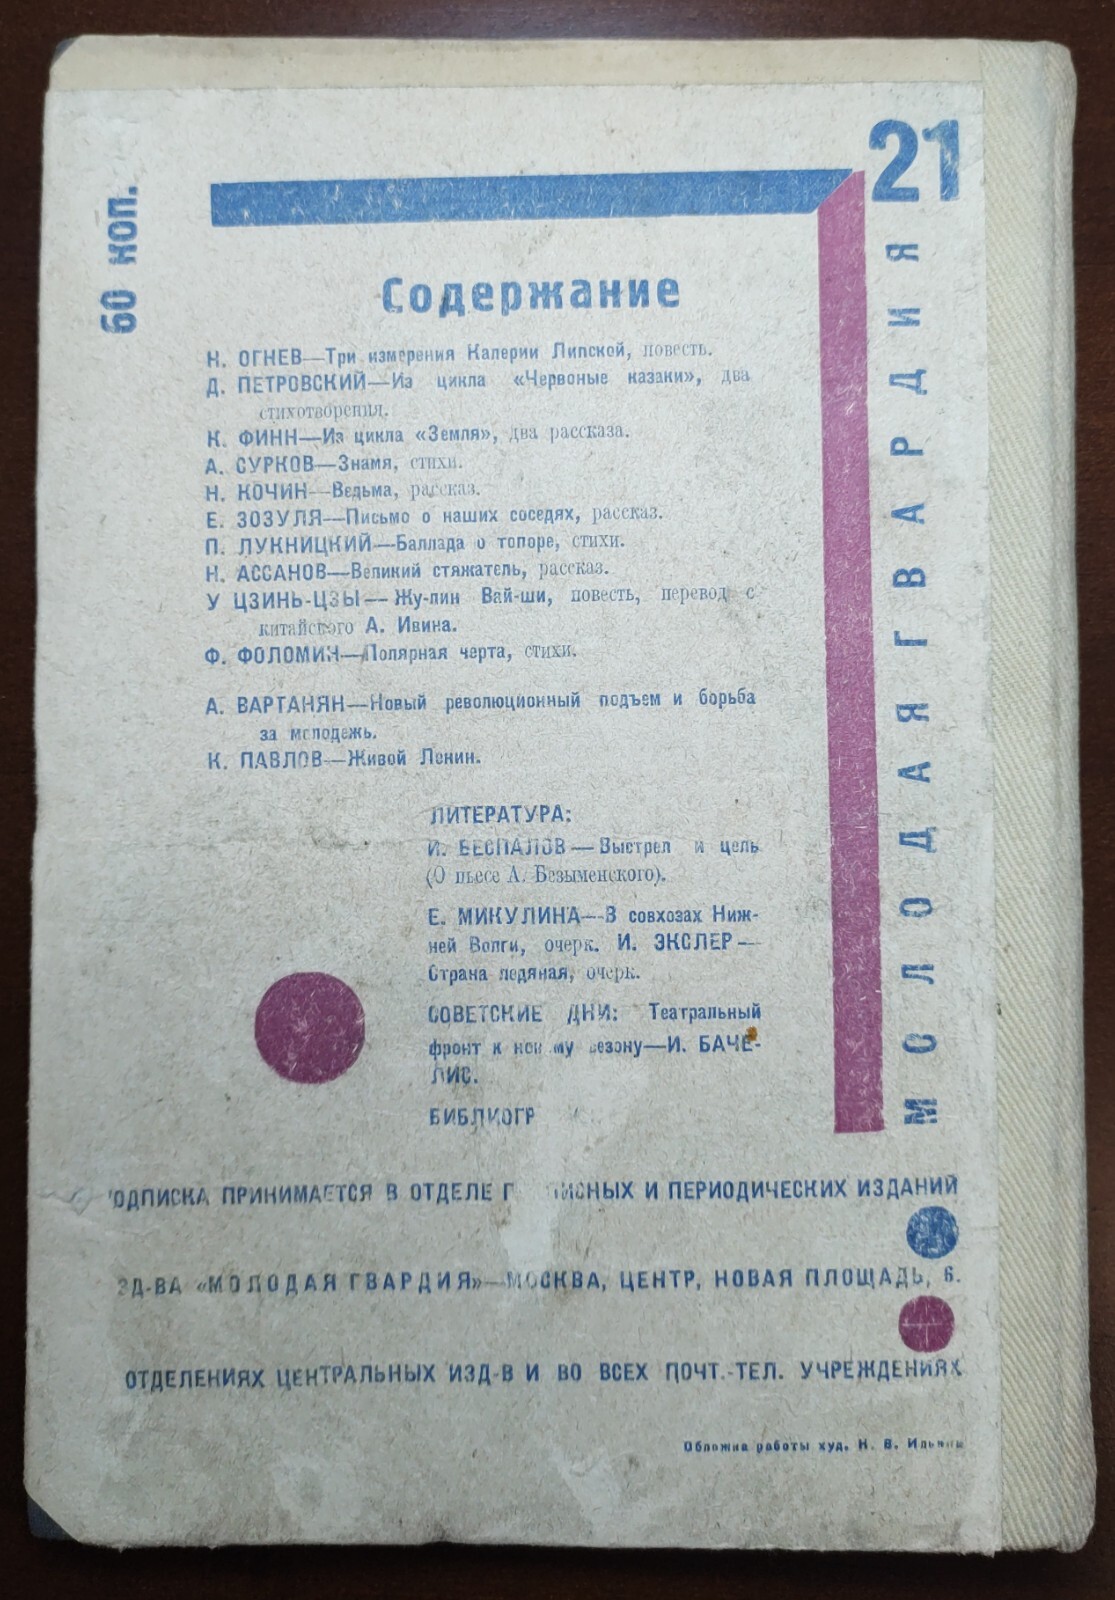 21
60 коп.
МОЛОДАЯ ГВАРДИЯ
Содержание
Н. ОГНЕВ—Три измерения Калерии Липской, повесть.
Д. ПЕТРОВСКИЙ—Из цикла «Червоные казаки», два
стихотворения.
К. ФИНН—Из цикла «Земля», два рассказа.
А. СУРКОВ—Знамя, стихи.
Н. КОЧИН—Ведьма, рассказ.
Е. ЗОЗУЛЯ—Письмо о наших соседях, рассказ.
П. ЛУКНИЦКИЙ—Баллада о топоре, стихи.
Н. АССАНОВ—Великий стяжатель, рассказ.
У ЦЗИНЬ-ЦЗЫ—Жу-лин Вай-ши, повесть, перевод с
китайского А. Ивина.
Ф. ФОЛОМИН—Полярная черта, стихи.
А. ВАРТАНЯН—Новый революционный подъем и борьба
за молодежь.
К. ПАВЛОВ—Живой Ленин.
ЛИТЕРАТУРА:
И. БЕСПАЛОВ—Выстрел и цель
(О пьесе А. Безыменского).
Е. МИКУЛИНА—В совхозах Ниж-
ней Волги, очерк. И. ЭКСЛЕР—
Страна ледяная, очерк.
СОВЕТСКИЕ ДНИ: Театральный
фронт к—И. БАЧЕ-
ЛИС.
БИБЛИОГР
ОДПИСКА ПРИНИМАЕТСЯ В ОТДЕЛЕ И ПЕРИОДИЧЕСКИХ ИЗДАНИЙ
ЗД-ВА «МОЛОДАЯ ГВАРДИЯ»—МОСКВА, ЦЕНТР, НОВАЯ ПЛОЩАДЬ, 6.
ОТДЕЛЕНИЯХ ЦЕНТРАЛЬНЫХ ИЗД-В И ВО ВСЕХ ПОЧТ.-ТЕЛ. УЧРЕЖДЕНИЯХ
Обложка работы худ. Н. В. Ильина